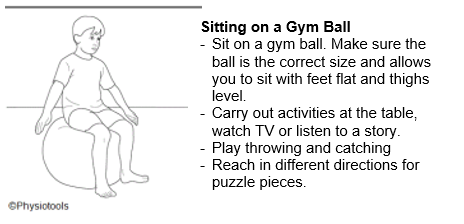 Sitting on a Gym Ball
- Sit on a gym ball. Make sure the
ball is the correct size and allows
you to sit with feet flat and thighs
level.
- Carry out activities at the table,
watch TV or listen to a story.
- Play throwing and catching
- Reach in different directions for
puzzle pieces.
©Physiotools